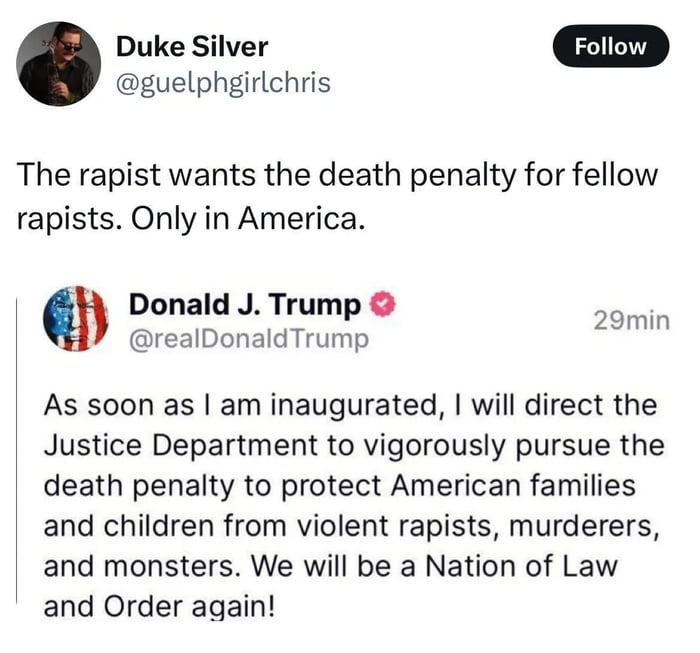 Duke Silver
Follow
@guelphgirlchris
The rapist wants the death penalty for fellow
rapists. Only in America.
Donald J. Trump
29min
@realDonaldTrump
As soon as I am inaugurated, I will direct the
Justice Department to vigorously pursue the
death penalty to protect American families
and children from violent rapists, murderers,
and monsters. We will be a Nation of Law
and Order again!